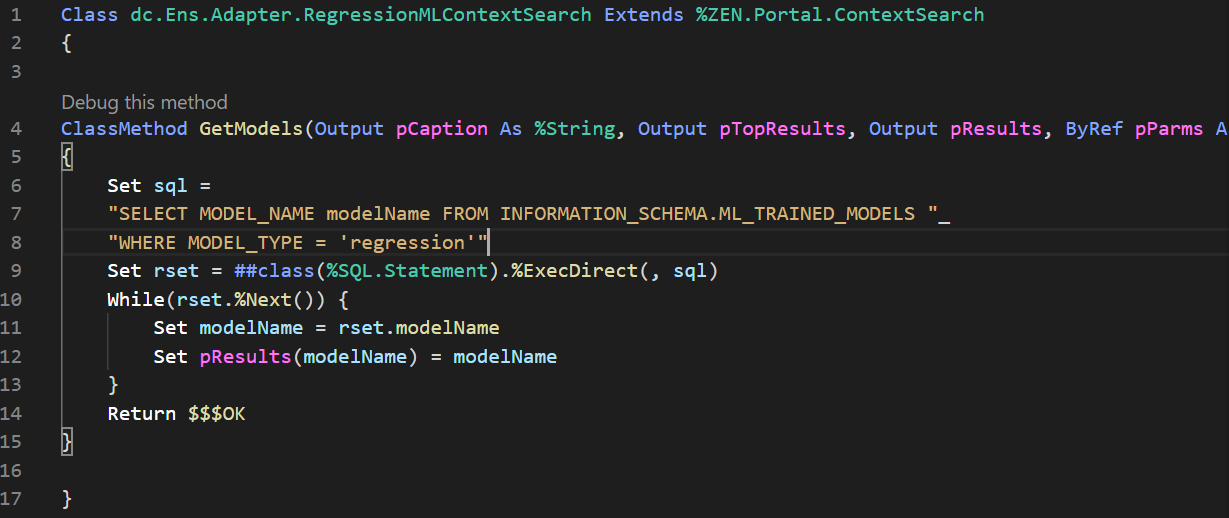 1 Class dc.Ens.Adapter.RegressionMLContextSearch Extends %ZEN.Portal.ContextSearch
2 {
3
Debug this method
4 ClassMethod GetModels(Output pCaption As %String, Output pTopResults, Output pResults, ByRef pParms A
5 {
6 Set sql =
7 "SELECT MODEL_NAME modelName FROM INFORMATION_SCHEMA.ML_TRAINED_MODELS "_
8 "WHERE MODEL_TYPE = 'regression'"
9 Set rset = ##class(%SQL.Statement).%ExecDirect(, sql)
10 While(rset.%Next()) {
11 Set modelName = rset.modelName
12 Set pResults(modelName) = modelName
13 }
14 Return $$$OK
15 }
16
17 }